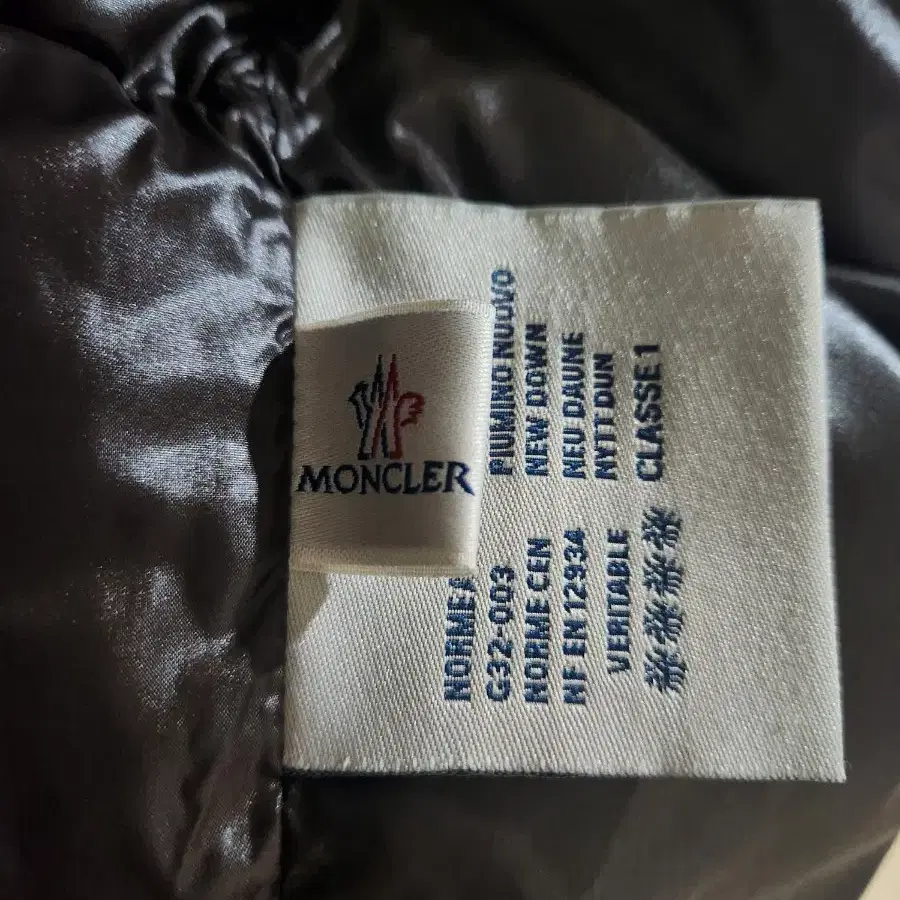 MONCLER
NORME
G32-003
NORME CEN
NF EN 12934
VERITABLE
PIUMINO NUOVO
NEW DOWN
NEU DAUNE
NYTT DUN
CLASSE 1